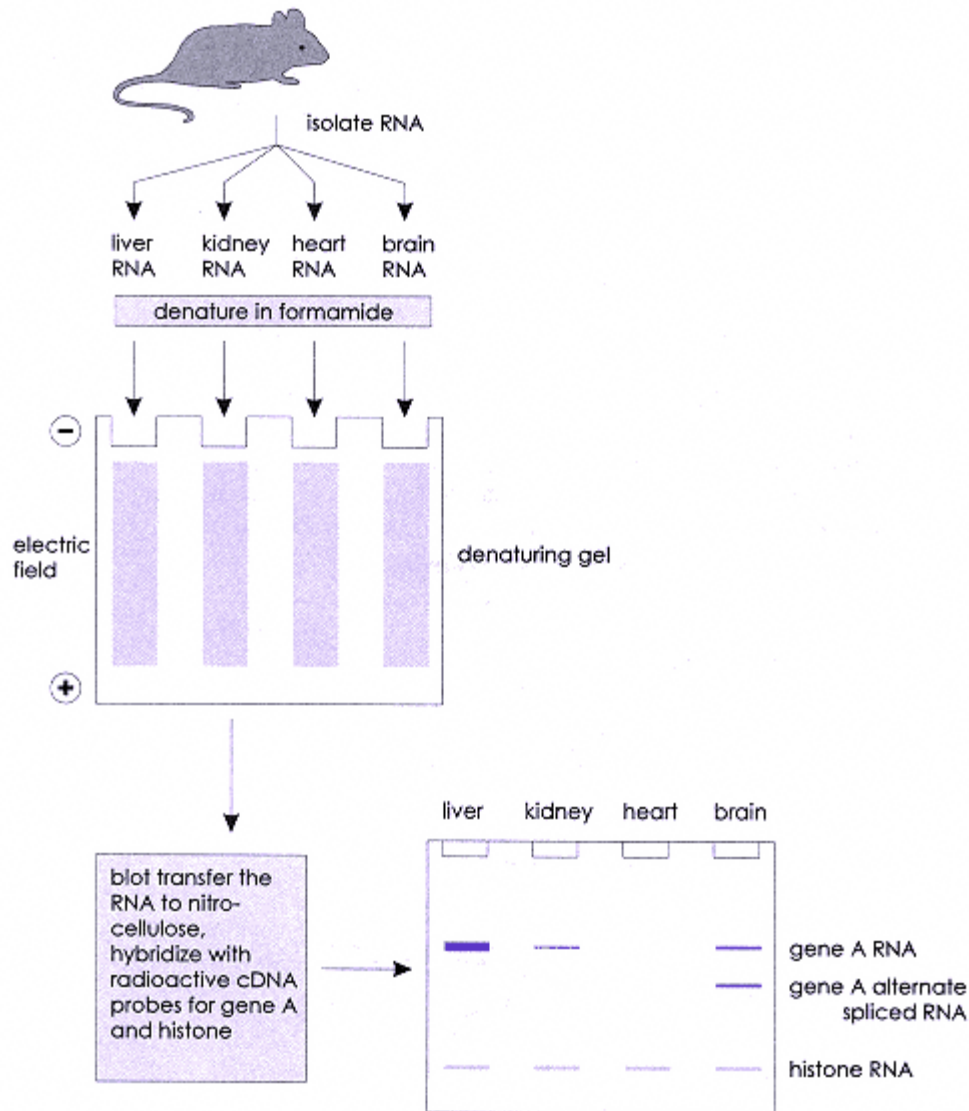 isolate RNA
liver kidney heart brain
RNA RNA RNA RNA
denature in formamide
−
electric
field
denaturing gel
+
liver kidney heart brain
blot transfer the
RNA to nitro-
cellulose,
hybridize with
radioactive cDNA
probes for gene A
and histone
gene A RNA
gene A alternate
spliced RNA
histone RNA